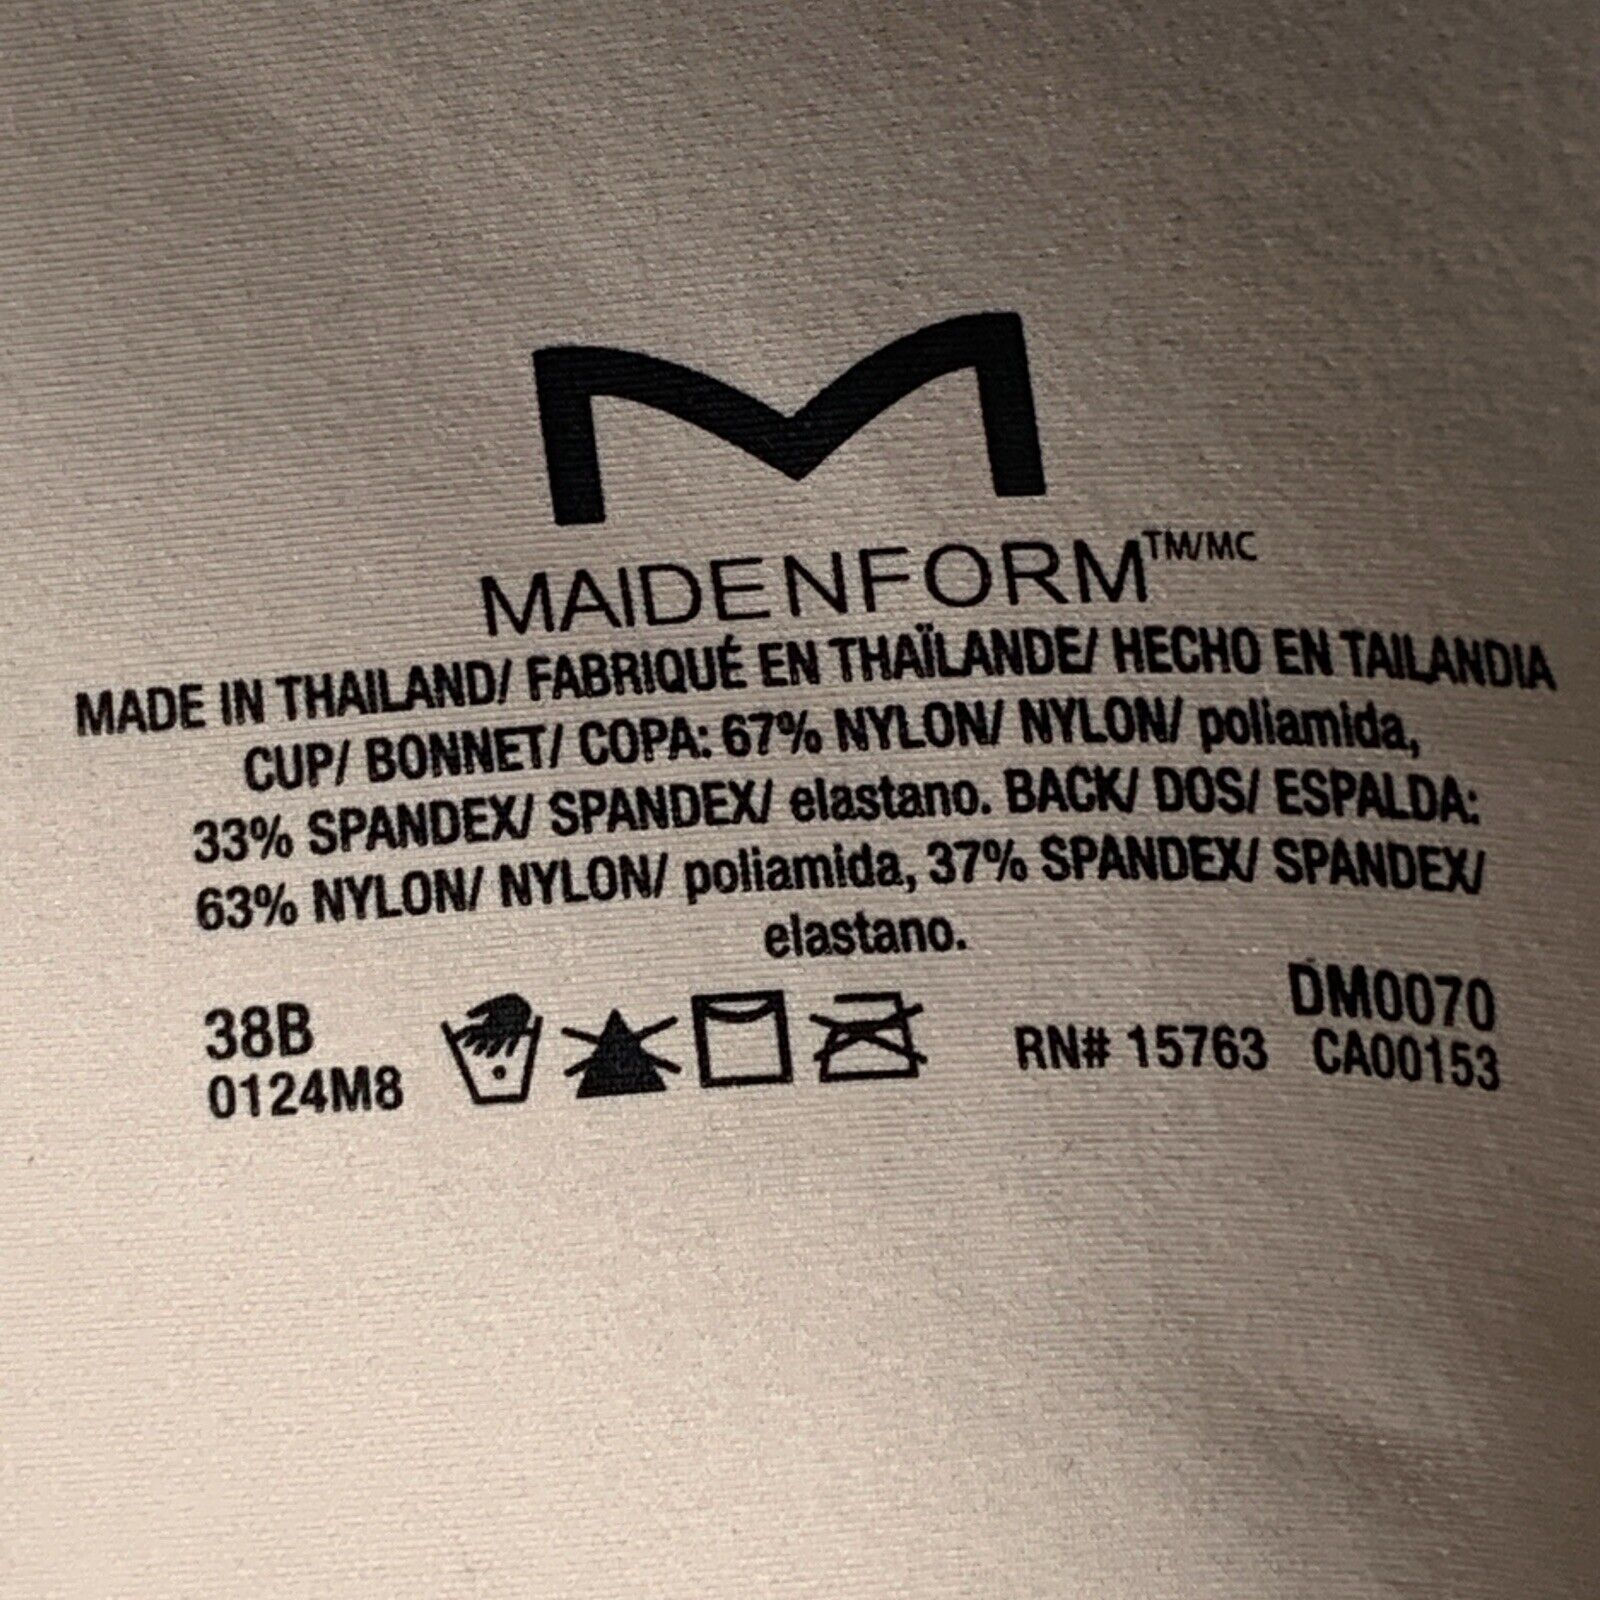 M
MAIDENFORM™/MC
MADE IN THAILAND/ FABRIQUÉ EN THAÏLANDE/ HECHO EN TAILANDIA
CUP/ BONNET/ COPA: 67% NYLON/ NYLON/ poliamida,
33% SPANDEX/ SPANDEX/ elastano. BACK/ DOS/ ESPALDA:
63% NYLON/ NYLON/ poliamida, 37% SPANDEX/ SPANDEX/
elastano.
38B
0124M8
DM0070
RN# 15763 CA00153